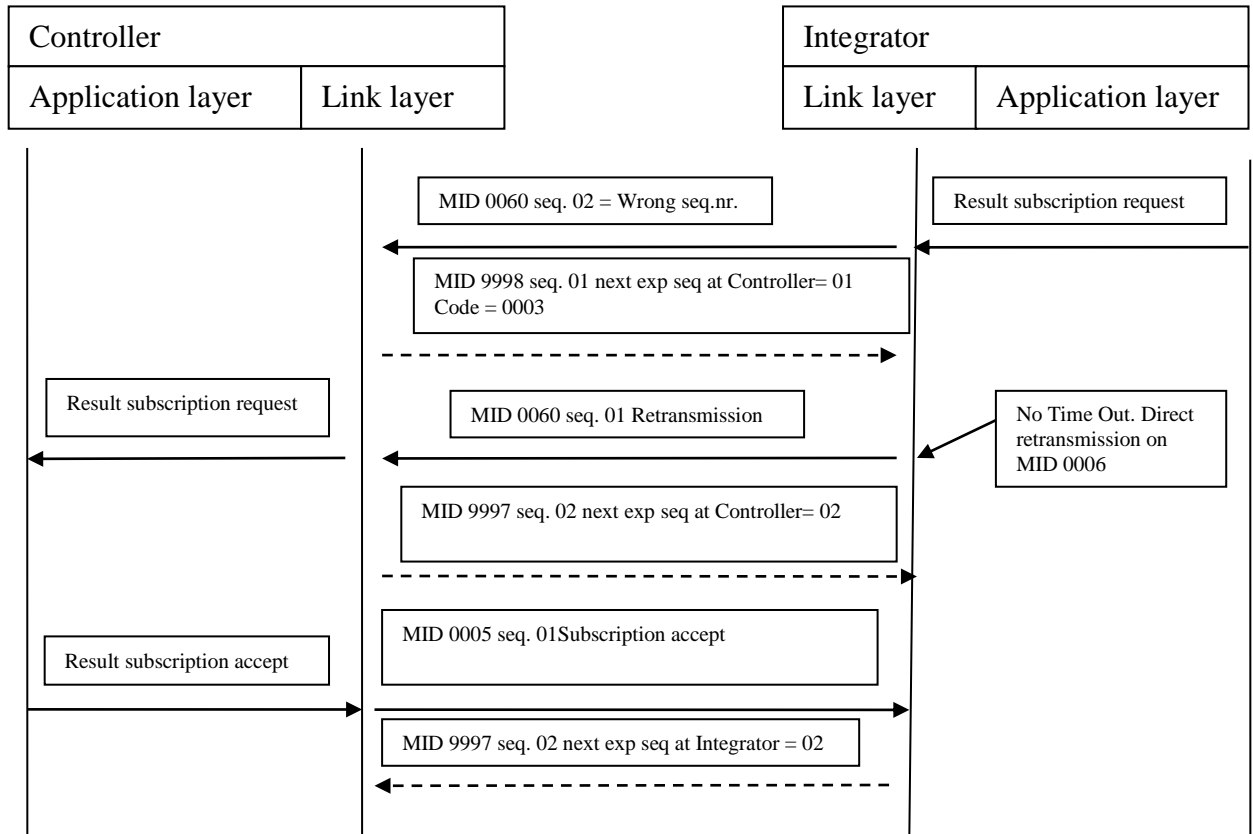 Controller
Integrator
Application layer
Link layer
Link layer
Application layer
MID 0060 seq. 02 = Wrong seq.nr.
Result subscription request
MID 9998 seq. 01 next exp seq at Controller= 01
Code = 0003
Result subscription request
MID 0060 seq. 01 Retransmission
No Time Out. Direct
retransmission on
MID 0006
MID 9997 seq. 02 next exp seq at Controller= 02
MID 0005 seq. 01Subscription accept
Result subscription accept
MID 9997 seq. 02 next exp seq at Integrator = 02